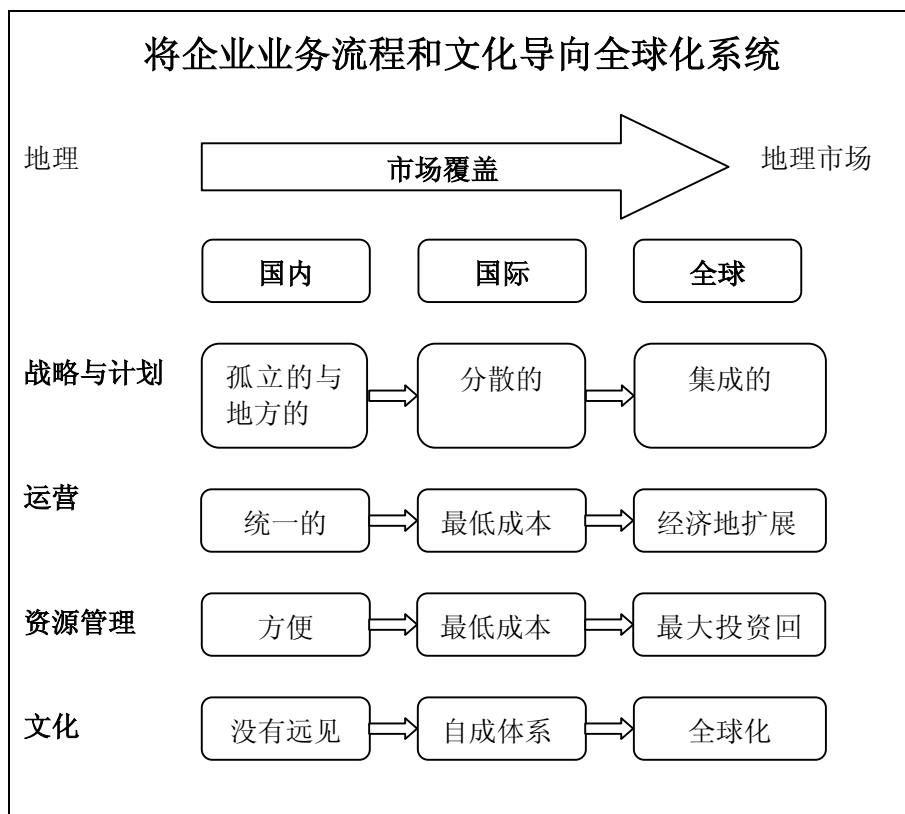 将企业业务流程和文化导向全球化系统
地理
市场覆盖
地理市场
国内
国际
全球
战略与计划
孤立的与
地方的
分散的
集成的
运营
统一的
最低成本
经济地扩展
资源管理
方便
最低成本
最大投资回
文化
没有远见
自成体系
全球化